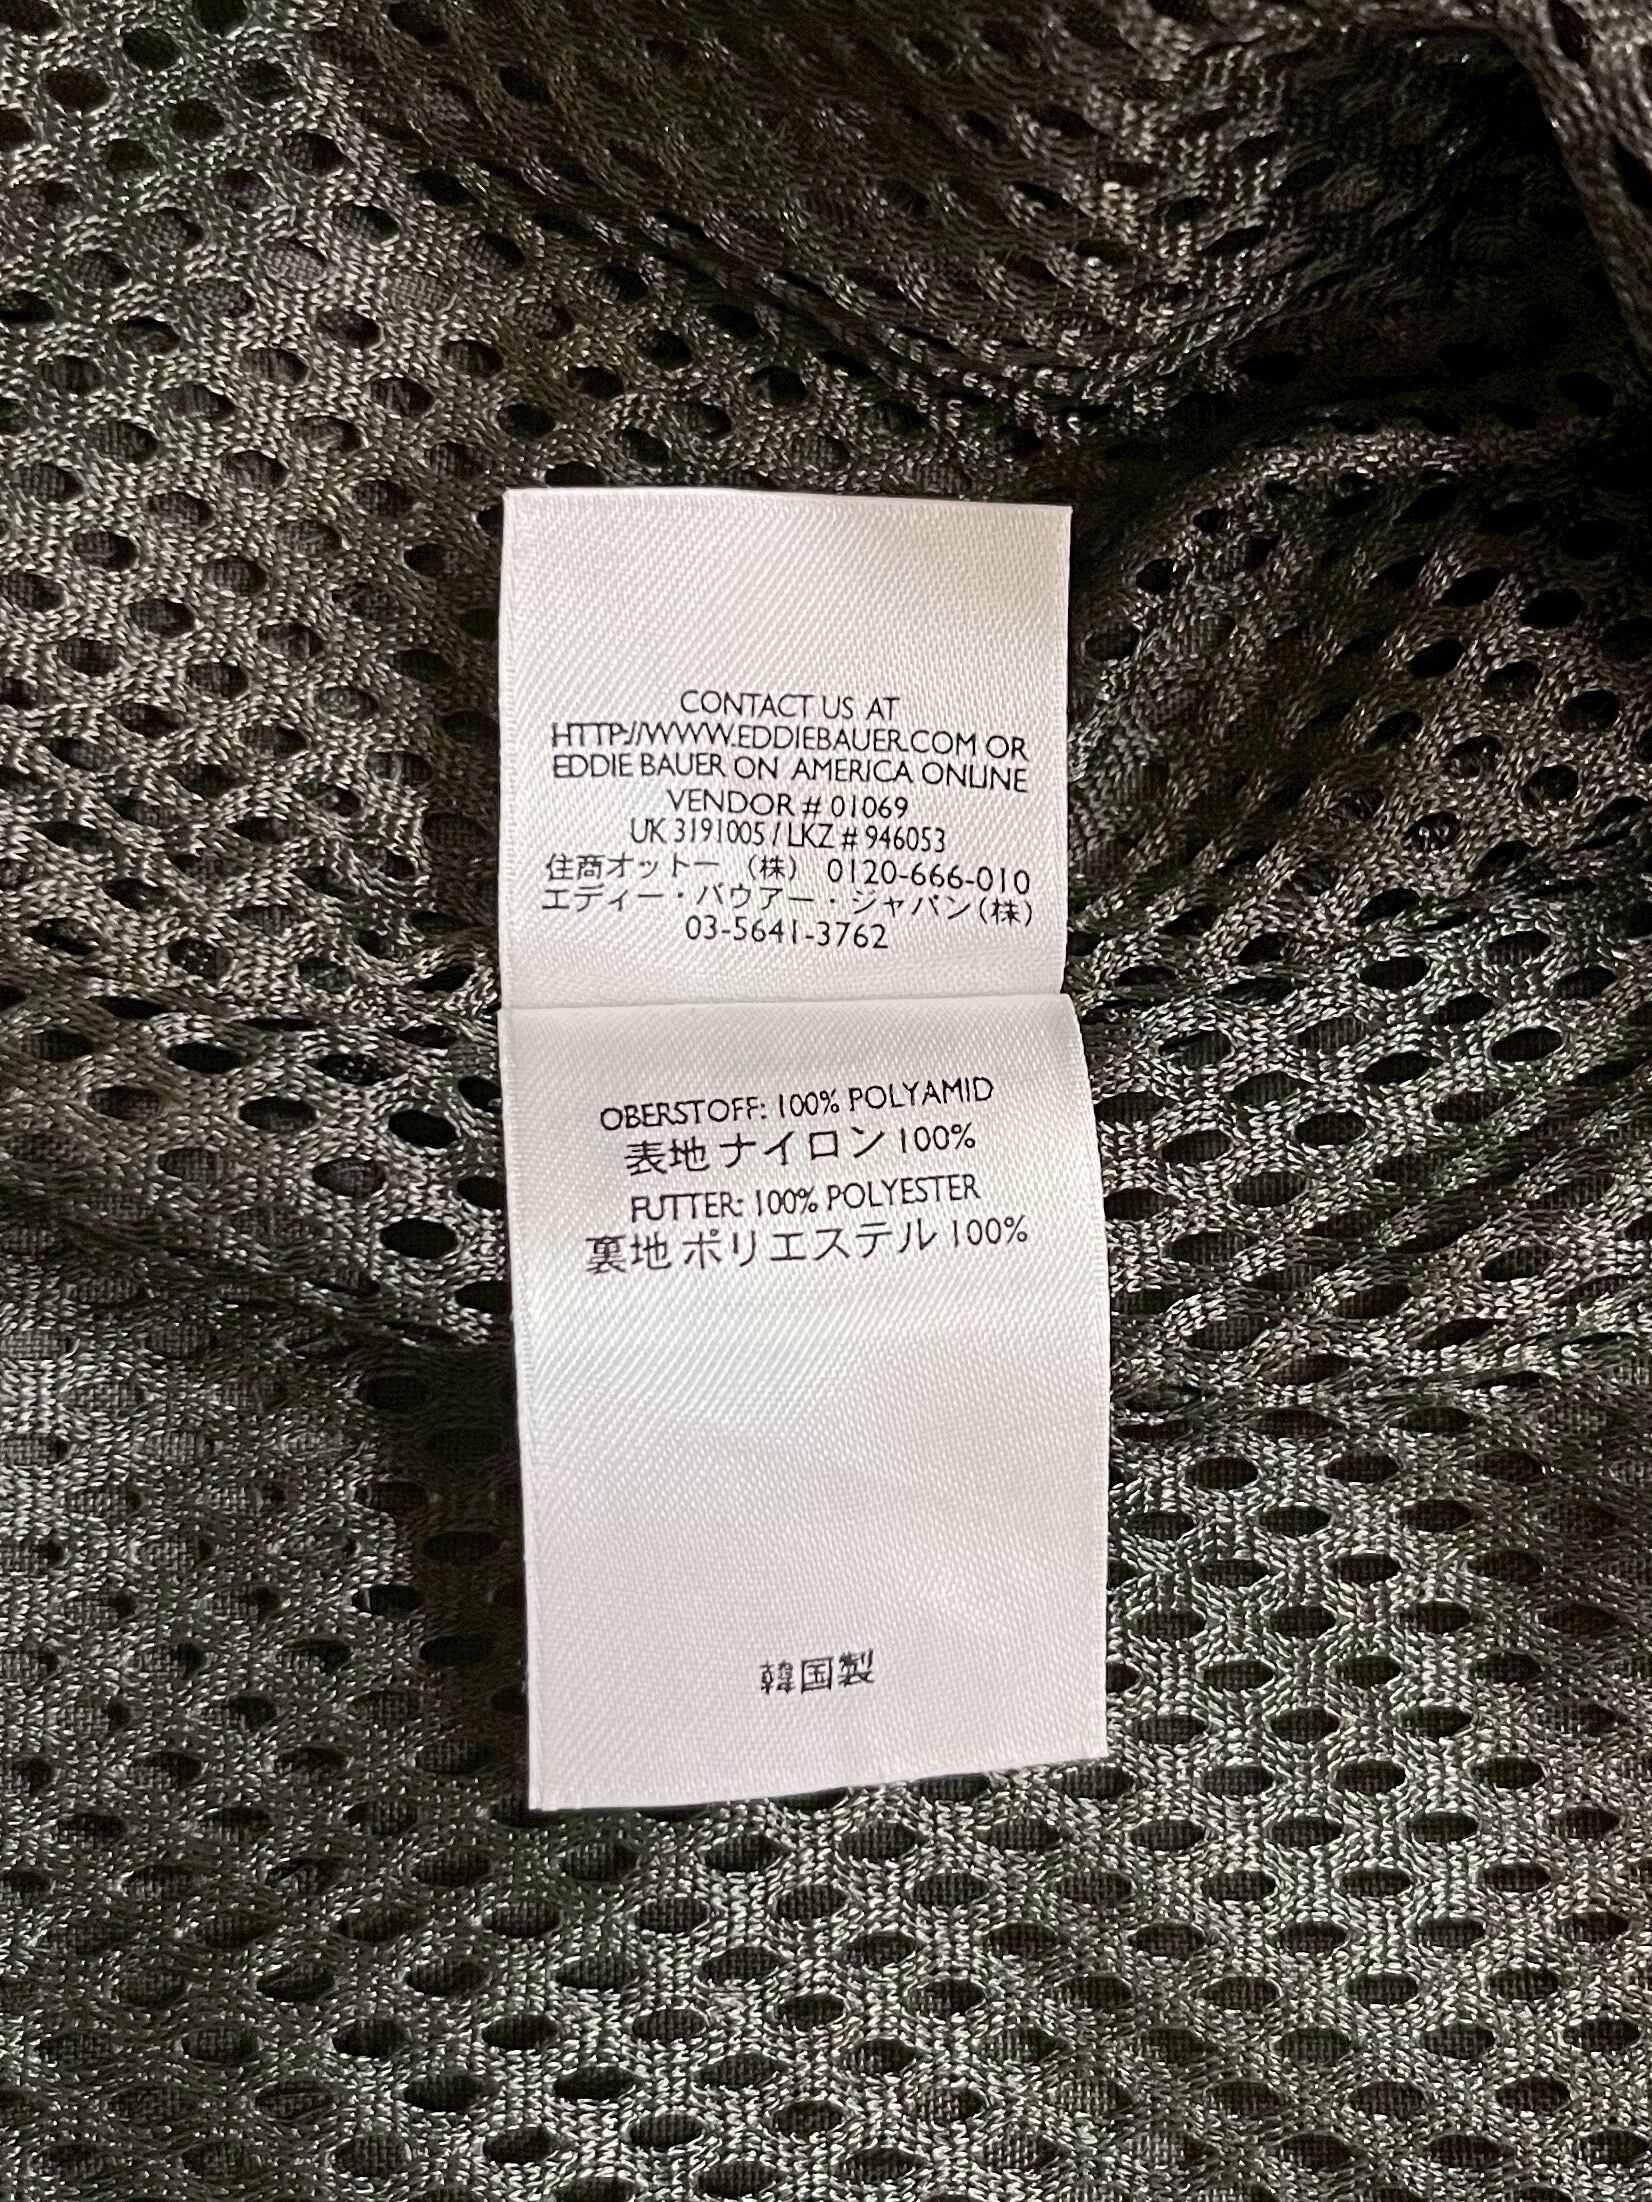 CONTACT US AT
HTTP://WWW.EDDIEBAUER.COM OR
EDDIE BAUER ON AMERICA ONLINE
VENDOR # 01069
UK 3191005 / LKZ # 946053
住商オットー (株) 0120-666-010
エディー・バウアー・ジャパン(株)
03-5641-3762
OBERSTOFF: 100% POLYAMID
表地 ナイロン 100%
FUTTER: 100% POLYESTER
裏地 ポリエステル 100%
韓国製